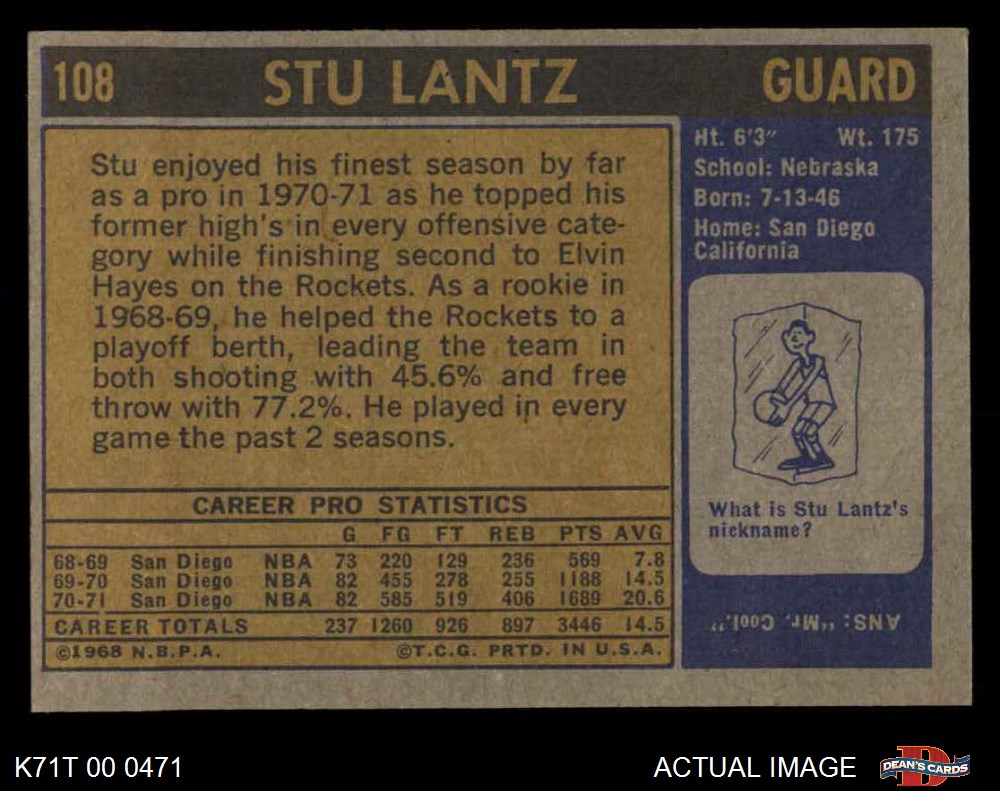 108 STU LANTZ GUARD
Stu enjoyed his finest season by far
as a pro in 1970-71 as he topped his
former high's in every offensive cate-
gory while finishing second to Elvin
Hayes on the Rockets. As a rookie in
1968-69, he helped the Rockets to a
playoff berth, leading the team in
both shooting with 45.6% and free
throw with 77.2%. He played in every
game the past 2 seasons.
Ht. 6'3" Wt. 175
School: Nebraska
Born: 7-13-46
Home: San Diego
California
What is Stu Lantz's
nickname?
ANS: "Mr. Cool."
CAREER PRO STATISTICS
G FG FT REB PTS AVG
68-69 San Diego NBA 73 220 129 236 569 7.8
69-70 San Diego NBA 82 455 278 255 1188 14.5
70-71 San Diego NBA 82 585 519 406 1689 20.6
CAREER TOTALS 237 1260 926 897 3446 14.5
©1968 N.B.P.A. ©T.C.G. PRTD. IN U.S.A.
K71T 00 0471 ACTUAL IMAGE D DEAN'S CARDS